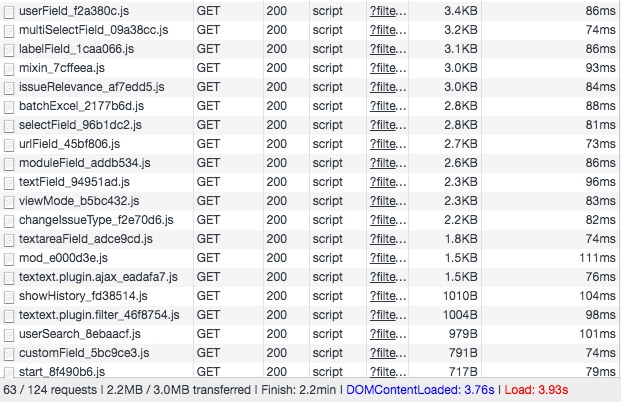 userField_f2a380c.js GET 200 script ?filte... 3.4KB 86ms
multiSelectField_09a38cc.js GET 200 script ?filte... 3.2KB 74ms
labelField_1caa066.js GET 200 script ?filte... 3.1KB 86ms
mixin_7cffeea.js GET 200 script ?filte... 3.0KB 93ms
issueRelevance_af7edd5.js GET 200 script ?filte... 3.0KB 84ms
batchExcel_2177b6d.js GET 200 script ?filte... 2.8KB 88ms
selectField_96b1dc2.js GET 200 script ?filte... 2.8KB 81ms
urlField_45bf806.js GET 200 script ?filte... 2.7KB 73ms
moduleField_addb534.js GET 200 script ?filte... 2.6KB 86ms
textField_94951ad.js GET 200 script ?filte... 2.3KB 96ms
viewMode_b5bc432.js GET 200 script ?filte... 2.3KB 83ms
changeIssueType_f2e70d6.js GET 200 script ?filte... 2.2KB 82ms
textareaField_adce9cd.js GET 200 script ?filte... 1.8KB 74ms
mod_e000d3e.js GET 200 script ?filte... 1.5KB 111ms
textext.plugin.ajax_eadafa7.js GET 200 script ?filte... 1.5KB 76ms
showHistory_fd38514.js GET 200 script ?filte... 1010B 104ms
textext.plugin.filter_46f8754.js GET 200 script ?filte... 1004B 98ms
userSearch_8ebaacf.js GET 200 script ?filte... 979B 101ms
customField_5bc9ce3.js GET 200 script ?filte... 791B 74ms
start_8f490b6.js GET 200 script ?filte... 717B 79ms
63 / 124 requests | 2.2MB / 3.0MB transferred | Finish: 2.2min | DOMContentLoaded: 3.76s | Load: 3.93s